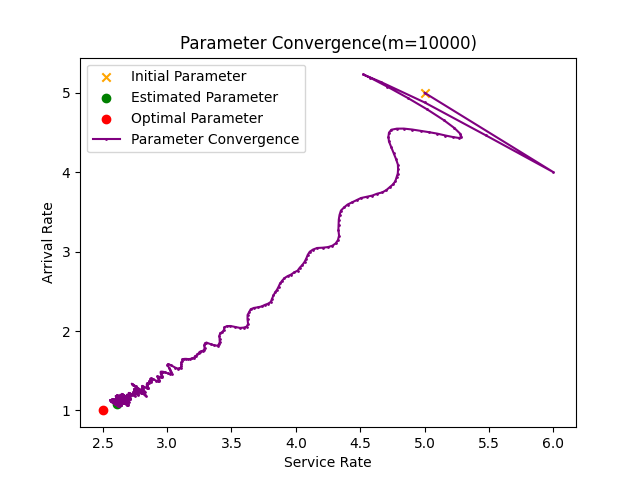 Parameter Convergence(m=10000)
Initial Parameter
Estimated Parameter
Optimal Parameter
Parameter Convergence
5
4
3
2
1
Arrival Rate
2.5 3.0 3.5 4.0 4.5 5.0 5.5 6.0
Service Rate